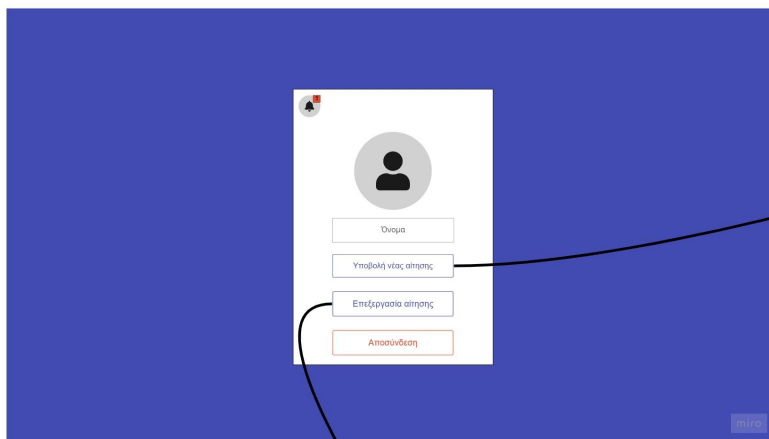 Όνομα
Υποβολή νέας αίτησης
Επεξεργασία αίτησης
Αποσύνδεση
miro